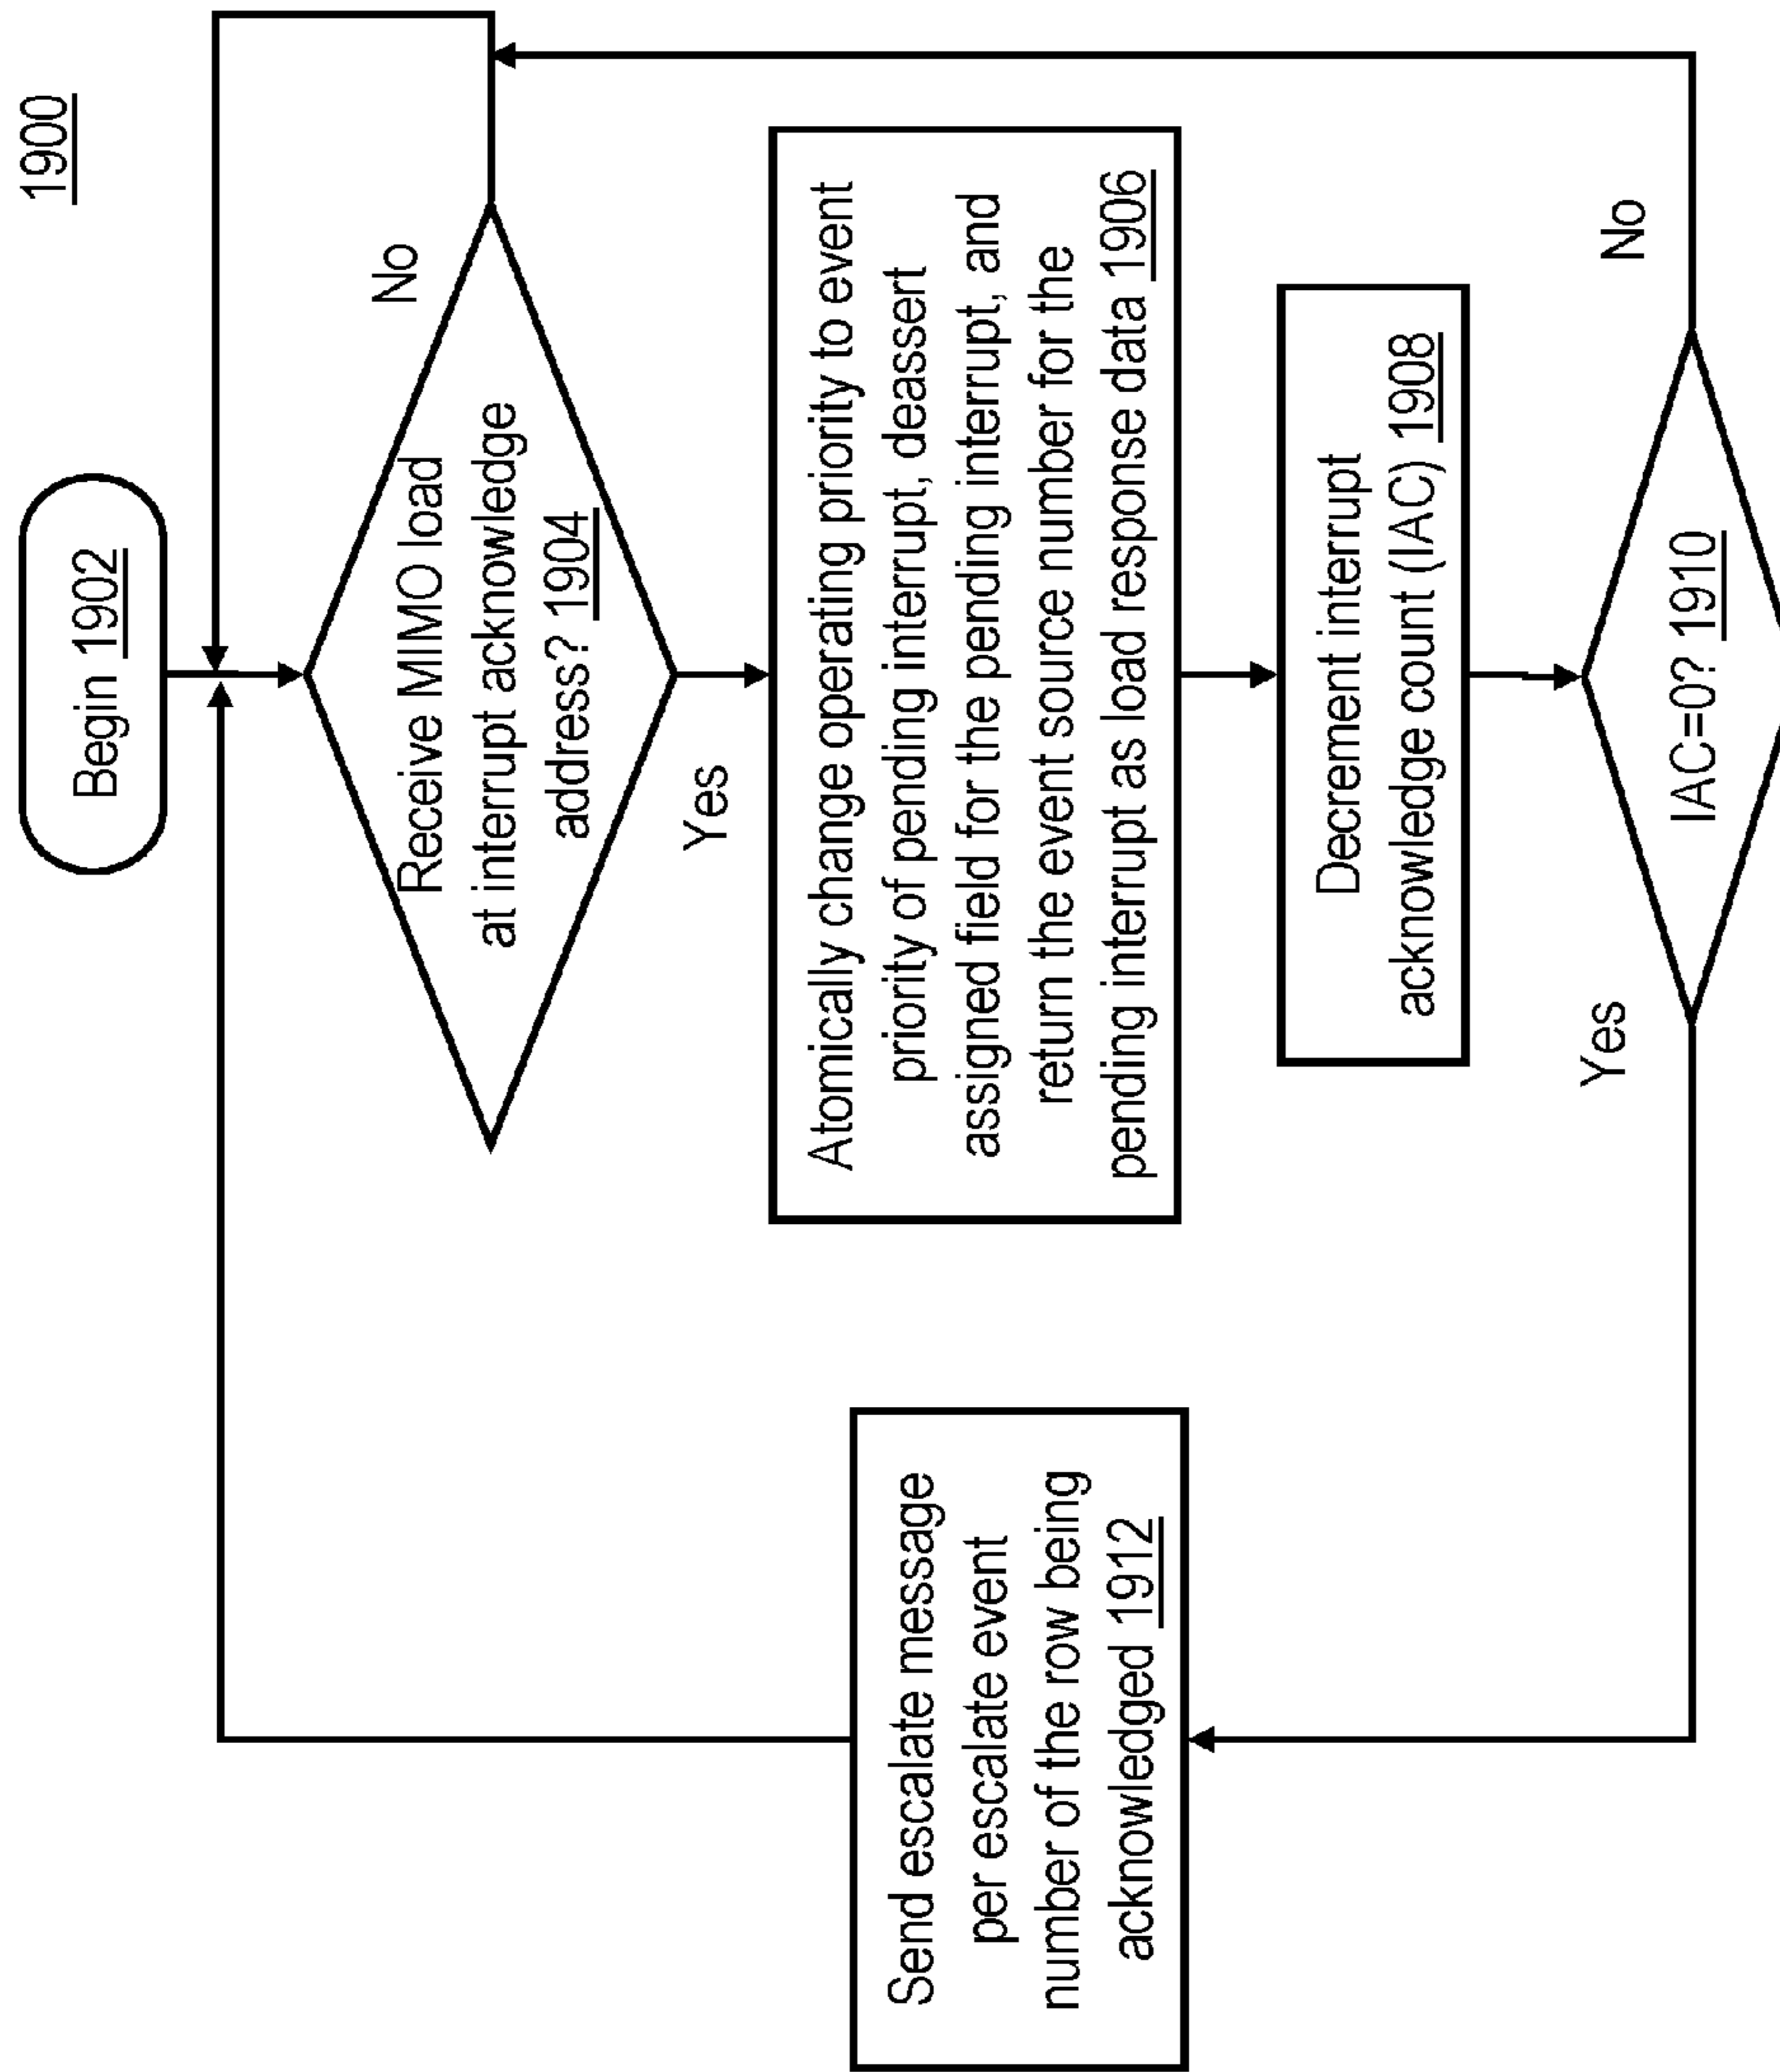 1900
Begin 1902
Receive MIMO load
at interrupt acknowledge
address? 1904
No
Yes
Atomically change operating priority to event
priority of pending interrupt, deassert
assigned field for the pending interrupt, and
return the event source number for the
pending interrupt as load response data 1906
Decrement interrupt
acknowledge count (IAC) 1908
IAC=0? 1910
No
Yes
Send escalate message
per escalate event
number of the row being
acknowledged 1912